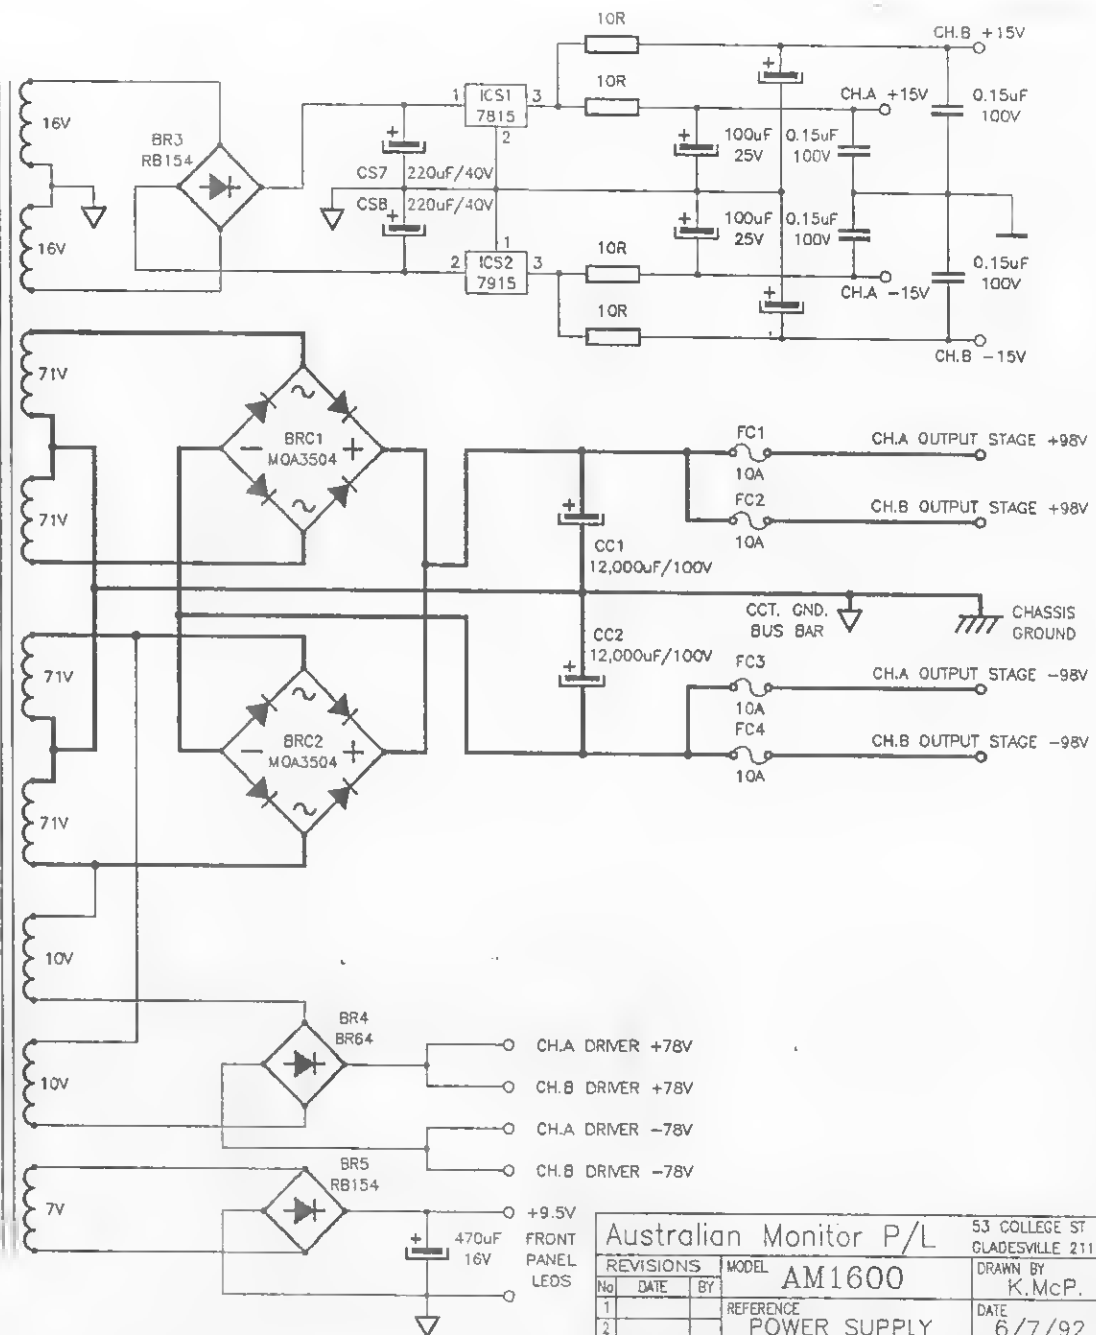 10R
CH.B +15V
10R
CH.A +15V
0.15uF
100V
16V
BR3
RB154
1
ICS1
7815
3
2
+
+
+
100uF
25V
0.15uF
100V
CS7
220uF/40V
CS8
220uF/40V
+
+
100uF
25V
0.15uF
100V
16V
1
2
ICS2
7915
3
10R
CH.A -15V
0.15uF
100V
10R
+
CH.B -15V
71V
BRC1
MOA3504
- +
FC1
10A
CH.A OUTPUT STAGE +98V
71V
FC2
10A
CH.B OUTPUT STAGE +98V
+
CC1
12,000uF/100V
CCT. GND.
BUS BAR
CHASSIS
GROUND
CC2
12,000uF/100V
+
71V
FC3
10A
CH.A OUTPUT STAGE -98V
BRC2
MOA3504
- +
FC4
10A
CH.B OUTPUT STAGE -98V
71V
10V
BR4
BR64
CH.A DRIVER +78V
10V
CH.B DRIVER +78V
CH.A DRIVER -78V
CH.B DRIVER -78V
BR5
RB154
7V
+9.5V
FRONT
PANEL
LEDS
+
470uF
16V
Australian Monitor P/L
53 COLLEGE ST
GLADESVILLE 211
REVISIONS
No DATE BY
1
2
MODEL
AM1600
DRAWN BY
K.McP.
REFERENCE
POWER SUPPLY
DATE
6/7/92